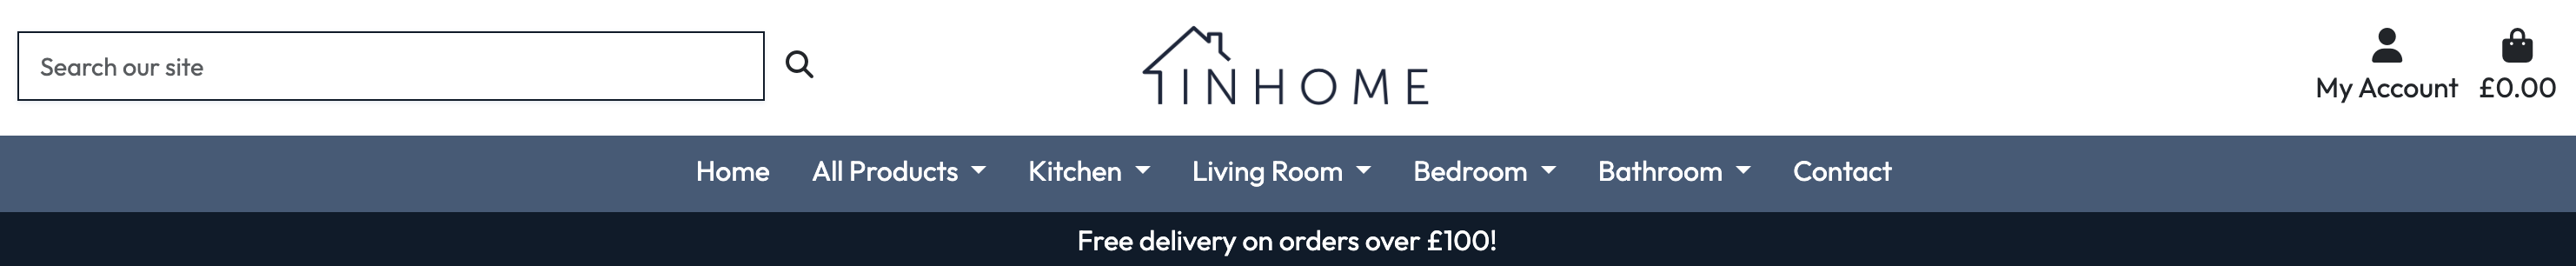 Search our site
INHOME
My Account £0.00
Home All Products Kitchen Living Room Bedroom Bathroom Contact
Free delivery on orders over £100!